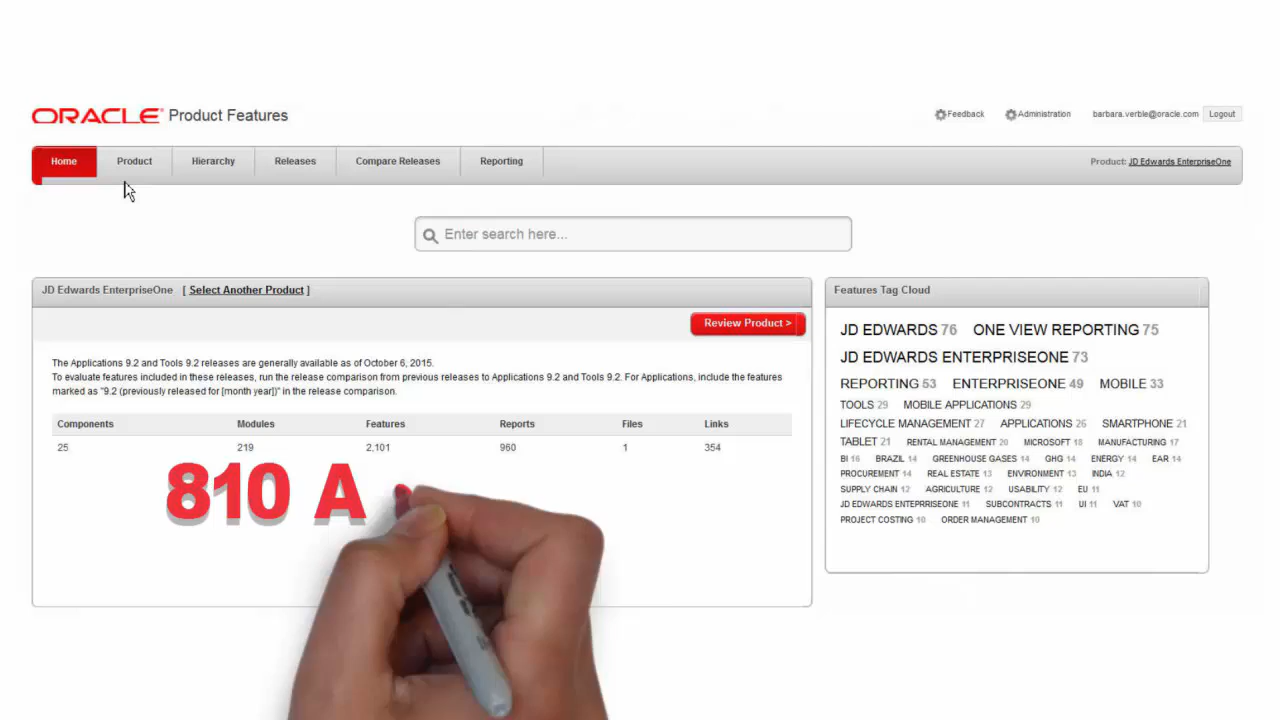 ORACLE Product Features
Feedback Administration barbara.verble@oracle.com Logout
Home Product Hierarchy Releases Compare Releases Reporting Product: JD Edwards EnterpriseOne
Enter search here...
JD Edwards EnterpriseOne [ Select Another Product ]
Review Product >
The Applications 9.2 and Tools 9.2 releases are generally available as of October 6, 2015.
To evaluate features included in these releases, run the release comparison from previous releases to Applications 9.2 and Tools 9.2. For Applications, include the features
marked as "9.2 (previously released for [month year])" in the release comparison.
Components Modules Features Reports Files Links
25 219 2,101 960 1 354
810 A
Features Tag Cloud
JD EDWARDS 76 ONE VIEW REPORTING 75
JD EDWARDS ENTERPRISEONE 73
REPORTING 53 ENTERPRISEONE 49 MOBILE 33
TOOLS 29 MOBILE APPLICATIONS 29
LIFECYCLE MANAGEMENT 27 APPLICATIONS 26 SMARTPHONE 21
TABLET 21 RENTAL MANAGEMENT 20 MICROSOFT 18 MANUFACTURING 17
BI 16 BRAZIL 14 GREENHOUSE GASES 14 GHG 14 ENERGY 14 EAR 14
PROCUREMENT 14 REAL ESTATE 13 ENVIRONMENT 13 INDIA 12
SUPPLY CHAIN 12 AGRICULTURE 12 USABILITY 12 EU 11
JD EDWARDS ENTEPRRISEONE 11 SUBCONTRACTS 11 UI 11 VAT 10
PROJECT COSTING 10 ORDER MANAGEMENT 10